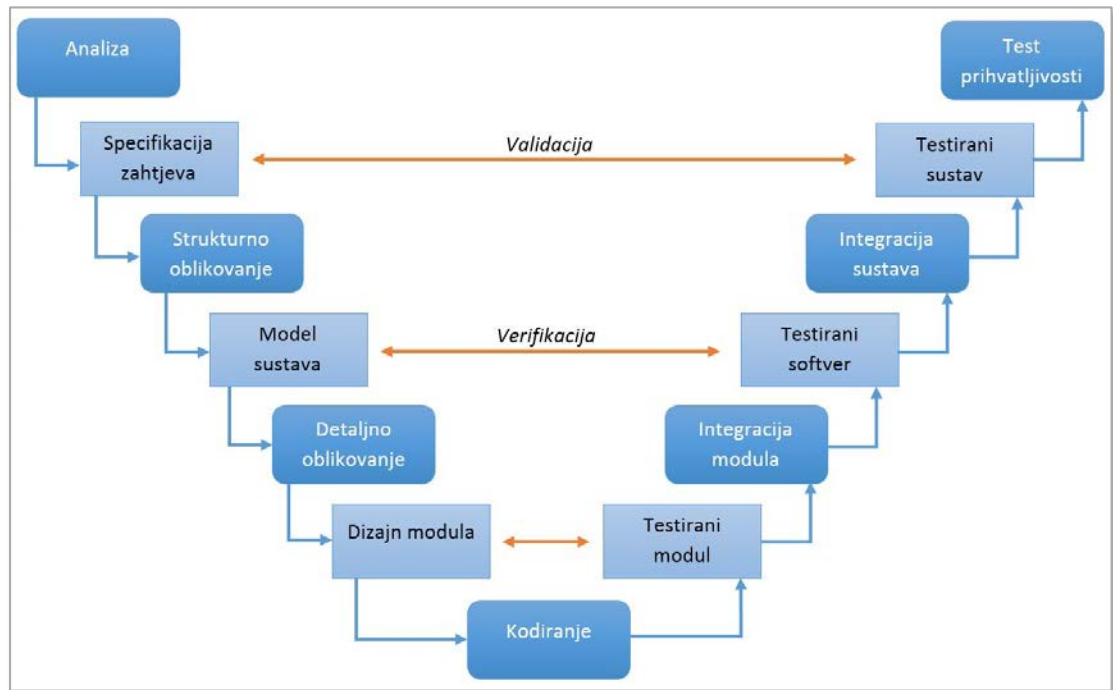 Analiza
Test
prihvatljivosti
Specifikacija
zahtjeva
Validacija
Testirani
sustav
Strukturno
oblikovanje
Integracija
sustava
Model
sustava
Verifikacija
Testirani
softver
Detaljno
oblikovanje
Integracija
modula
Dizajn modula
Testirani
modul
Kodiranje